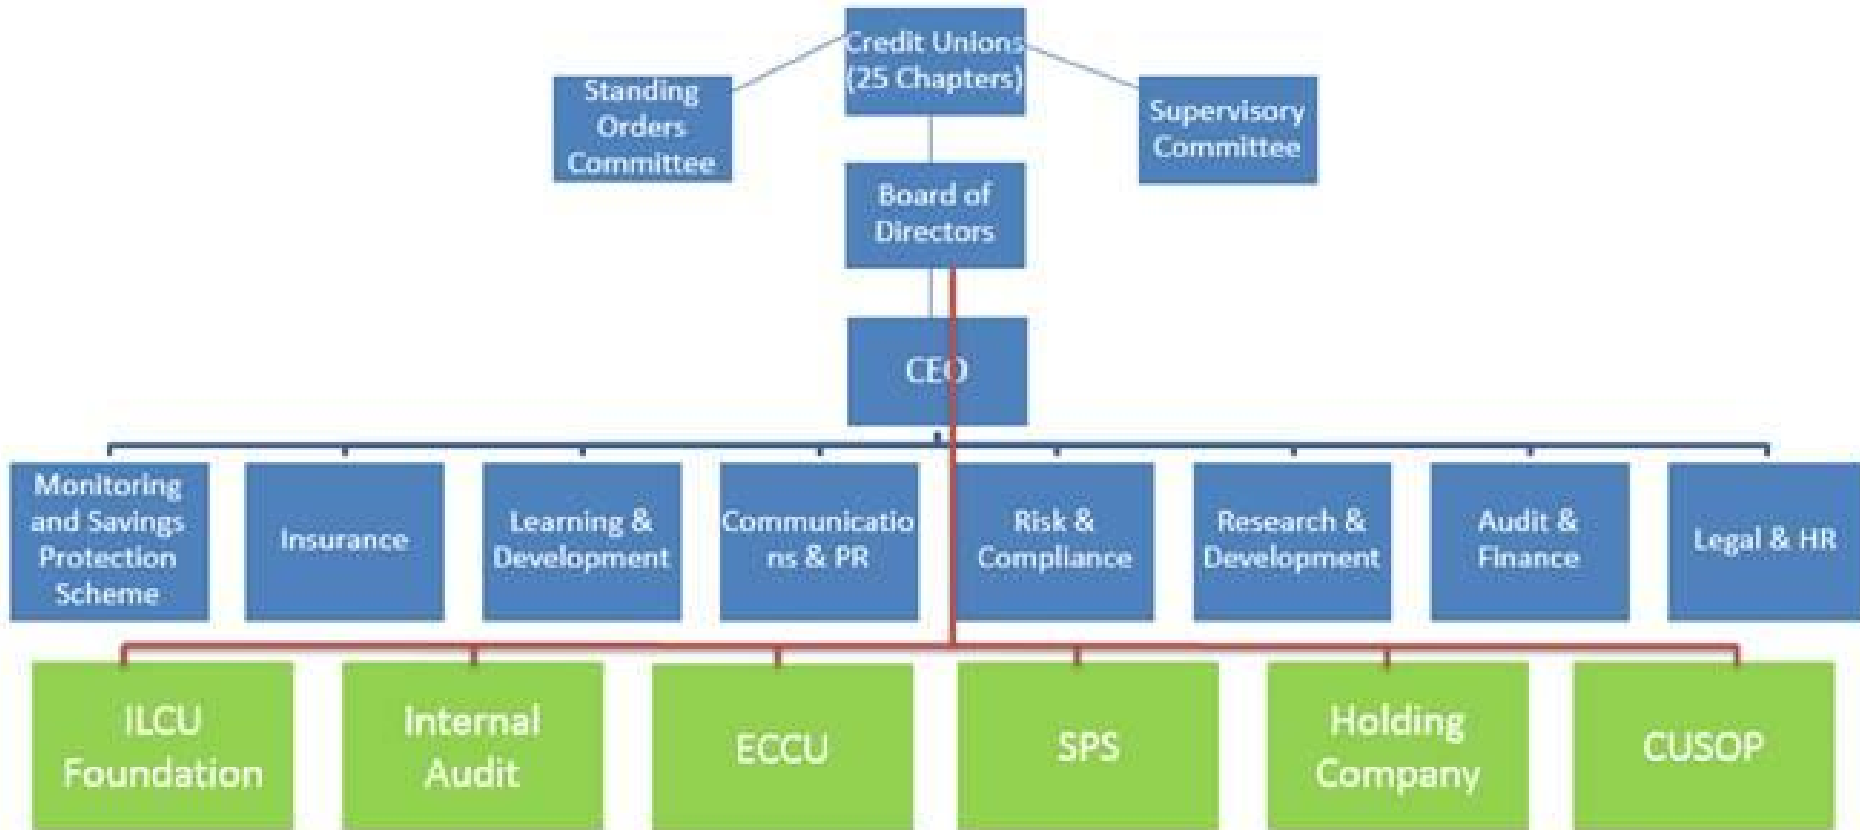 Credit Unions
(25 Chapters)
Standing
Orders
Committee
Supervisory
Committee
Board of
Directors
CEO
Monitoring
and Savings
Protection
Scheme
Insurance
Learning &
Development
Communicatio
ns & PR
Risk &
Compliance
Research &
Development
Audit &
Finance
Legal & HR
ILCU
Foundation
Internal
Audit
ECCU
SPS
Holding
Company
CUSOP